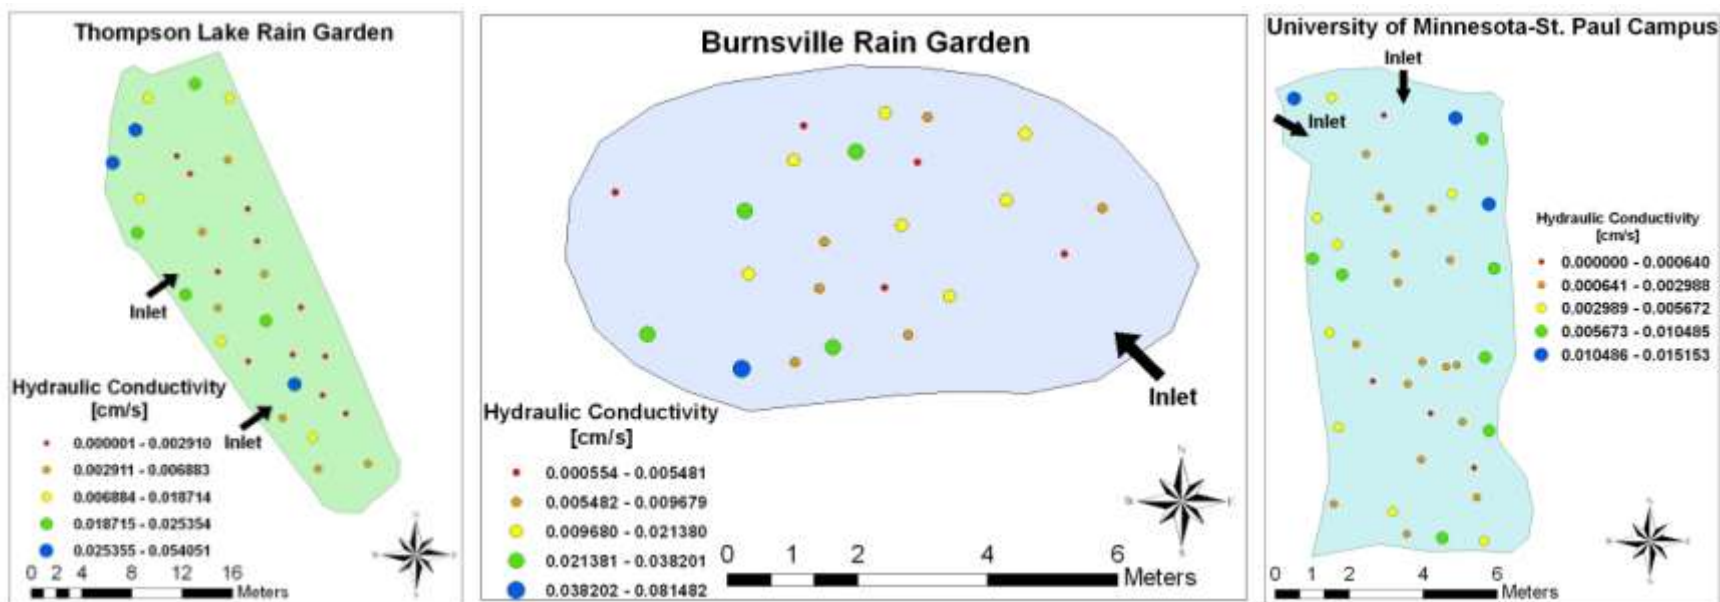 Thompson Lake Rain Garden
Inlet
Inlet
Hydraulic Conductivity
[cm/s]
0.000001 - 0.002910
0.002911 - 0.006883
0.006884 - 0.018714
0.018715 - 0.025354
0.025355 - 0.054051
0 2 4 8 12 16
Meters
Burnsville Rain Garden
Inlet
Hydraulic Conductivity
[cm/s]
0.000554 - 0.005481
0.005482 - 0.009679
0.009680 - 0.021380
0.021381 - 0.038201
0.038202 - 0.081482
0 1 2 4 6
Meters
University of Minnesota-St. Paul Campus
Inlet
Inlet
Hydraulic Conductivity
[cm/s]
0.000000 - 0.000640
0.000641 - 0.002988
0.002989 - 0.005672
0.005673 - 0.010485
0.010486 - 0.015153
0 1 2 4 6
Meters